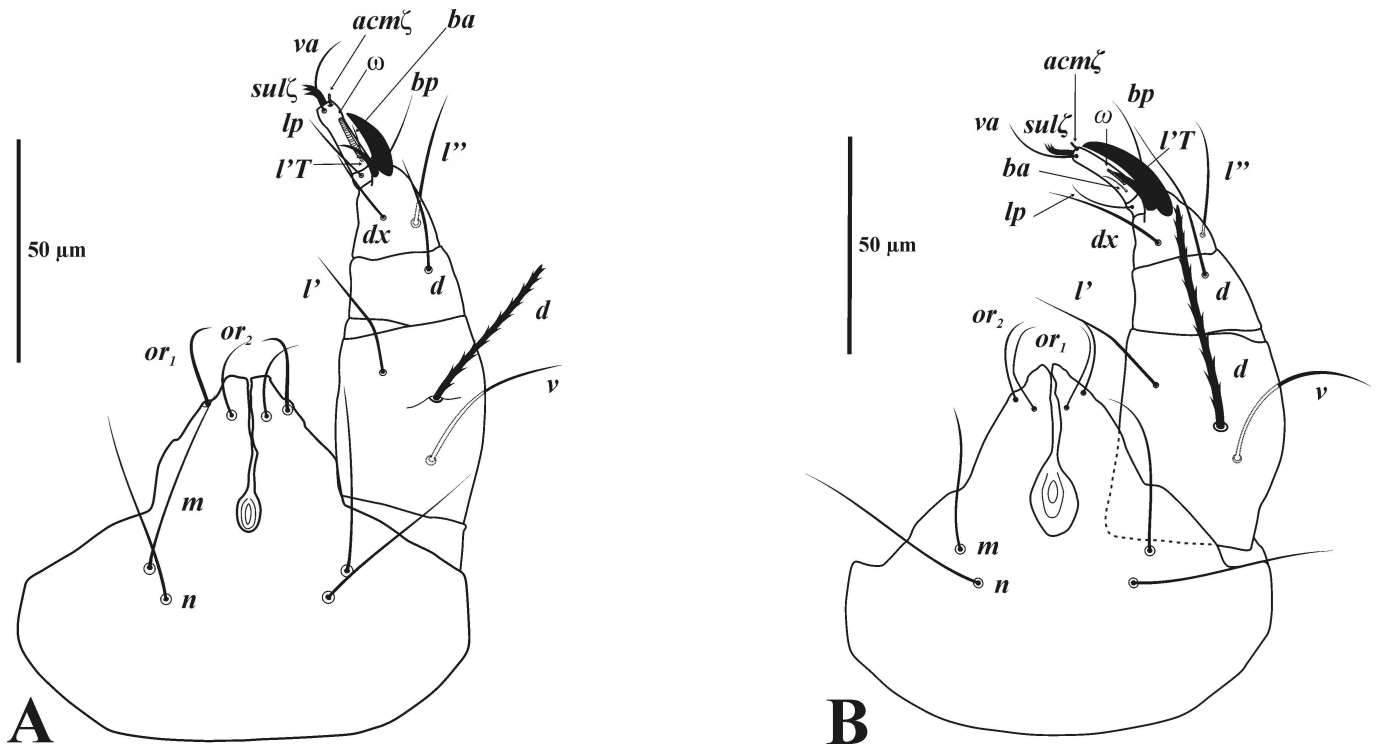 acmζ
ba
va
ω
sulζ
bp
lp
l’T
l”
dx
l’
d
d
or₂
or₁
v
m
n
50 µm
A
acmζ
bp
va
sulζ
ω
l’T
ba
l”
lp
dx
l’
d
or₂
or₁
d
v
m
n
50 µm
B